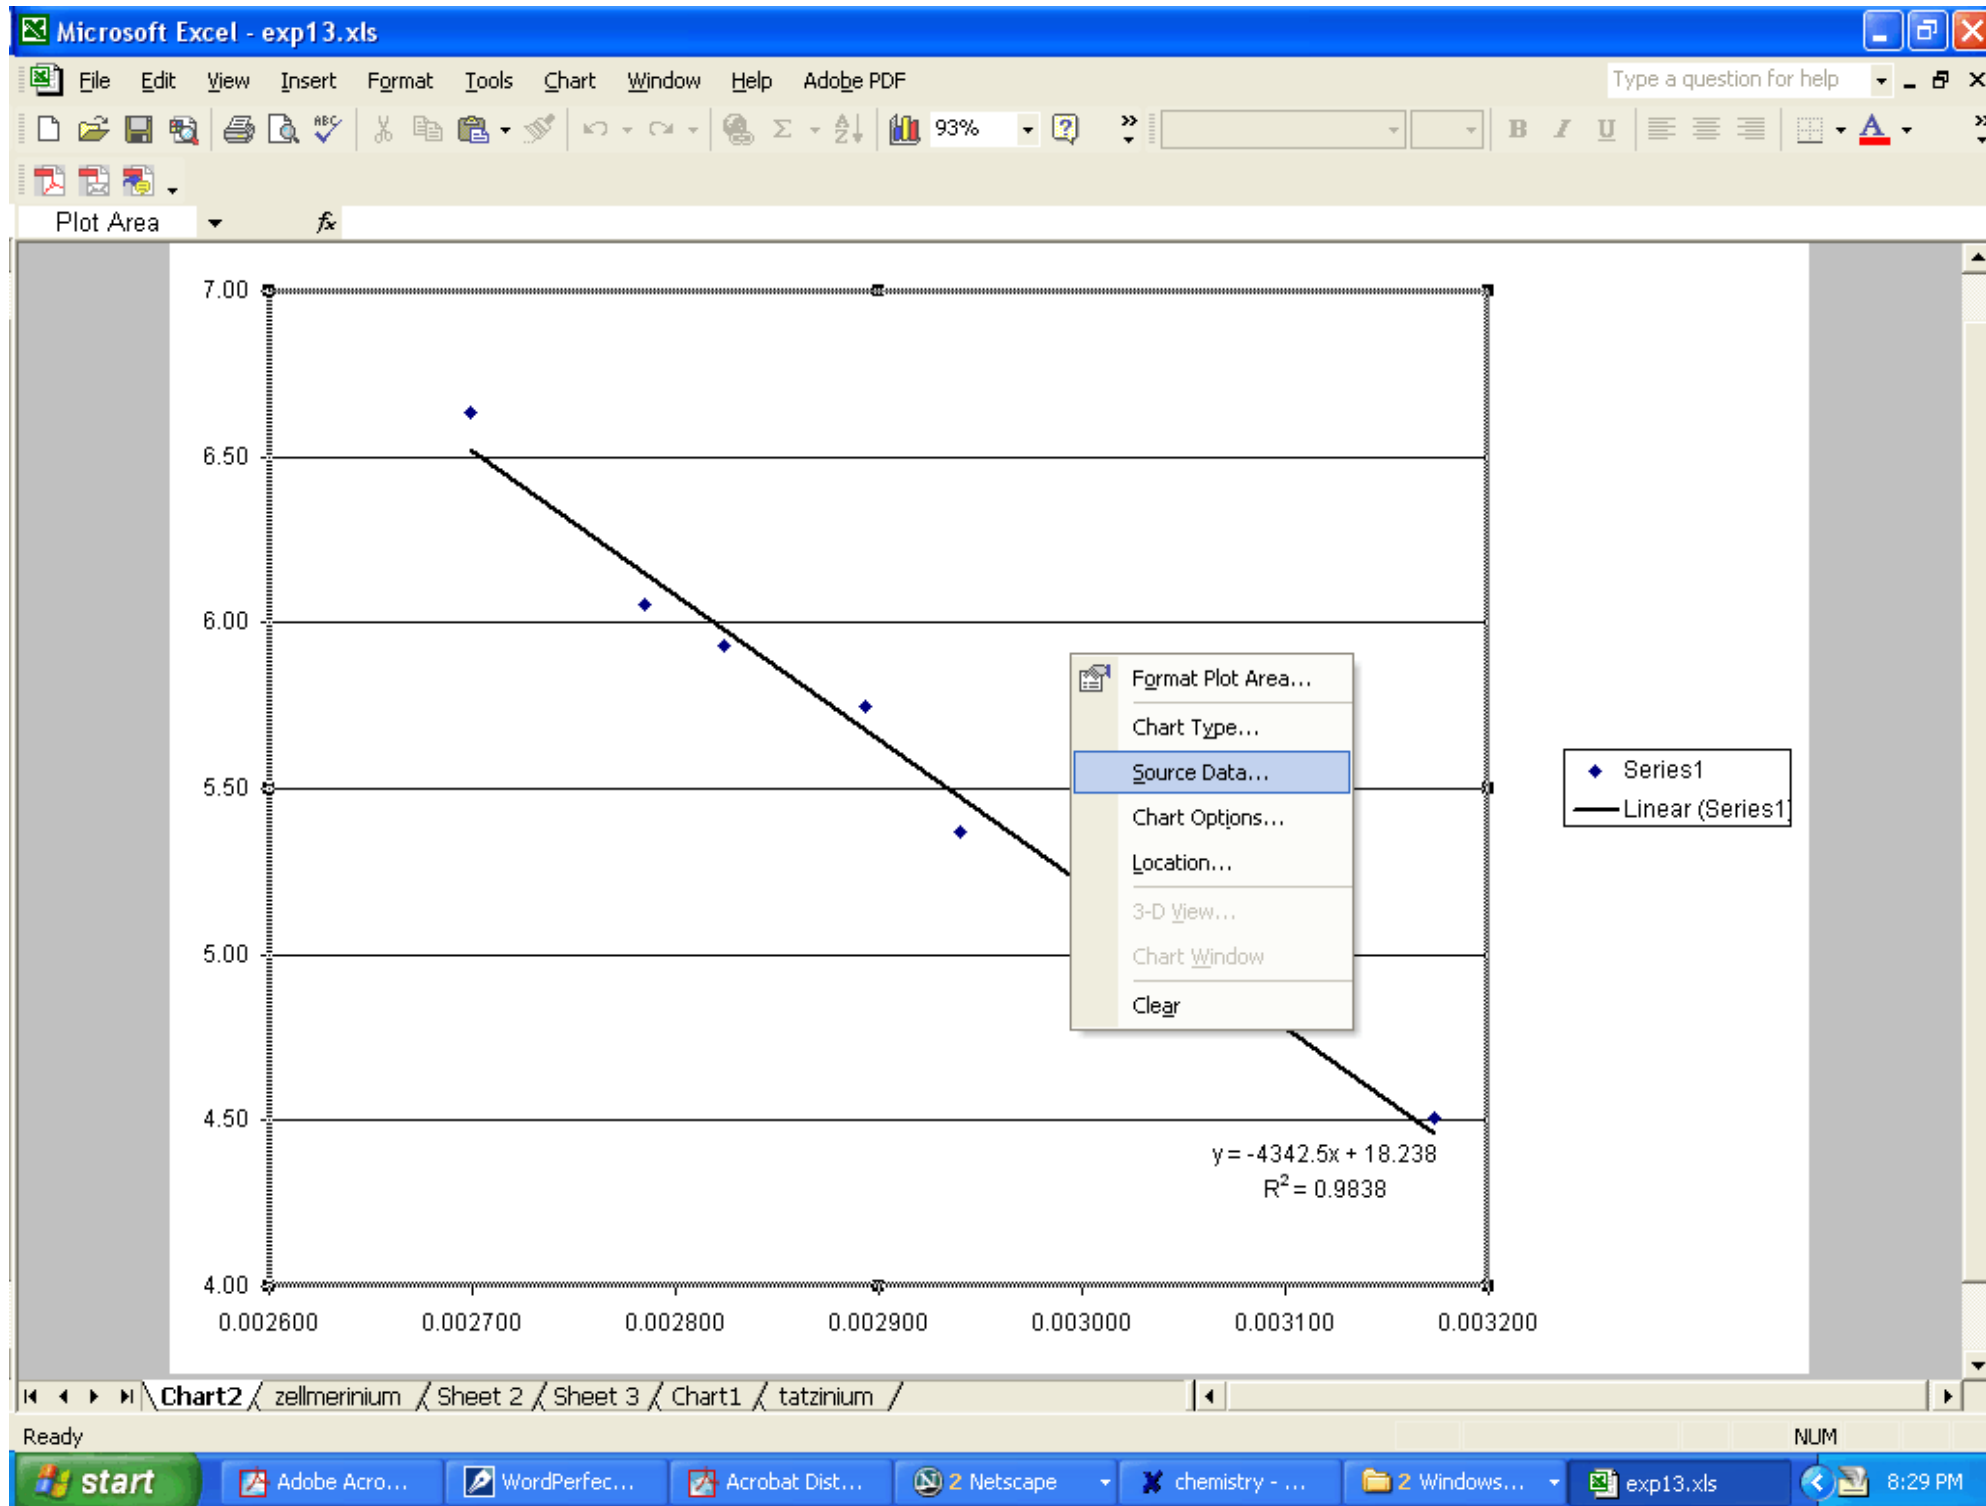 Microsoft Excel - exp13.xls
File Edit View Insert Format Tools Chart Window Help Adobe PDF Type a question for help
ABC Σ A Z 93% ? B I U A
Plot Area fx
7.00
6.50
6.00
5.50
5.00
4.50
4.00
Format Plot Area...
Chart Type...
Source Data...
Chart Options...
Location...
3-D View...
Chart Window
Clear
Series1
Linear (Series1)
y = -4342.5x + 18.238
R² = 0.9838
0.002600 0.002700 0.002800 0.002900 0.003000 0.003100 0.003200
Chart2 zellmerinium Sheet 2 Sheet 3 Chart1 tatzinium
Ready NUM
start Adobe Acro... WordPerfec... Acrobat Dist... 2 Netscape chemistry - ... 2 Windows... exp13.xls 8:29 PM